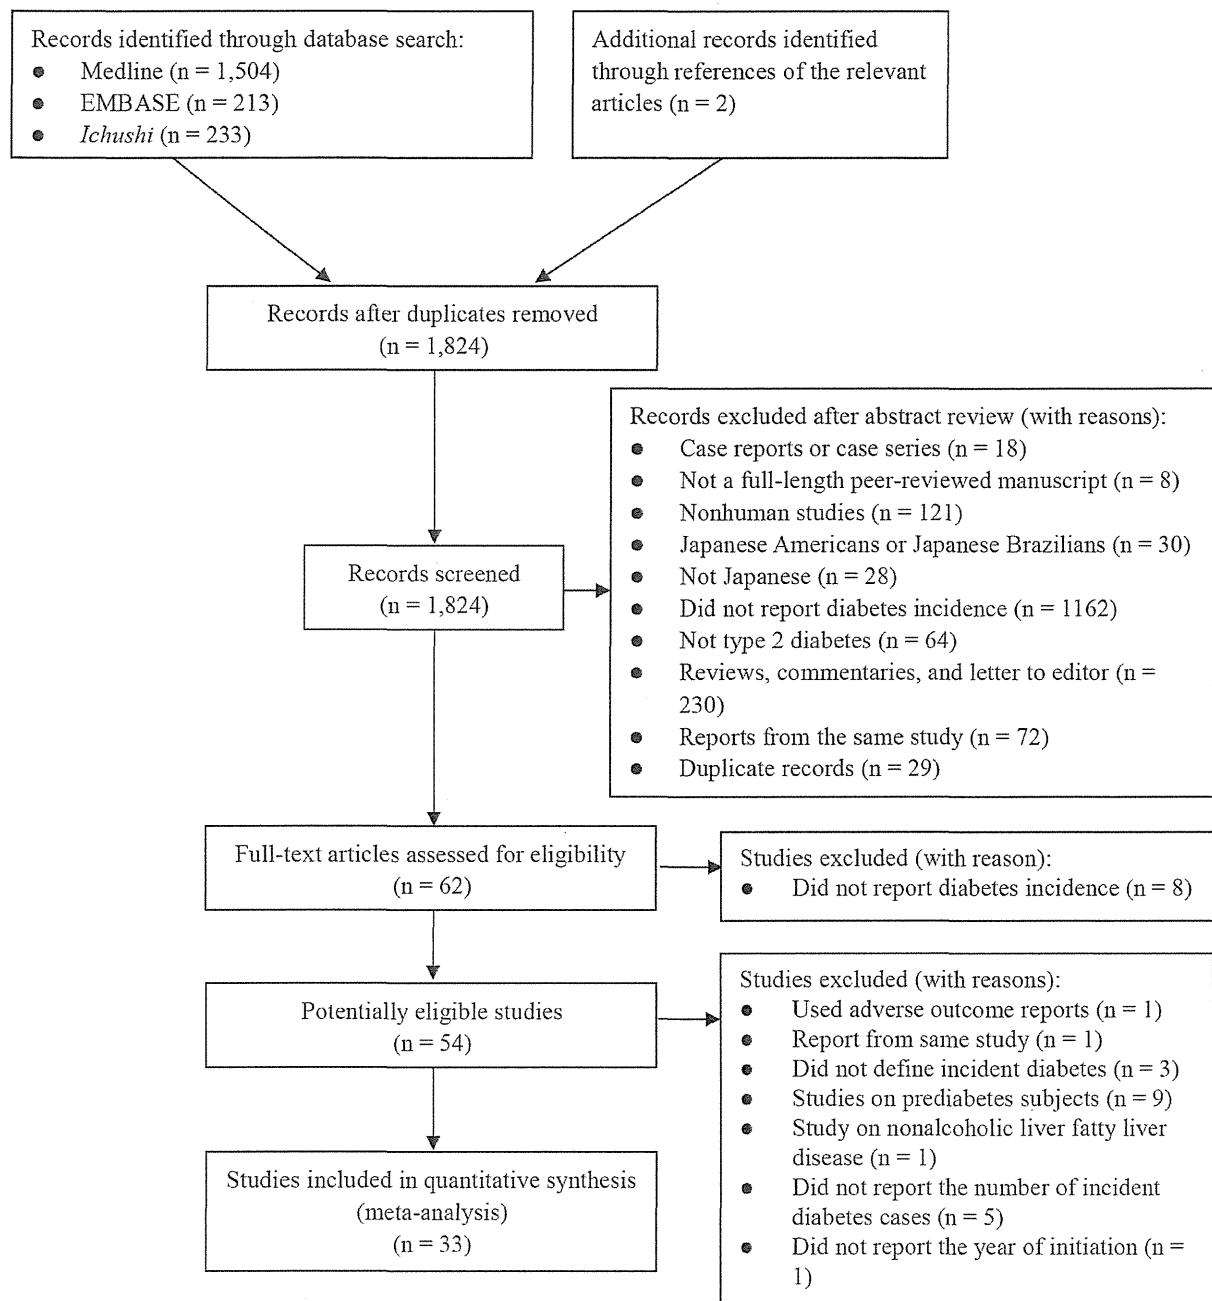 Records identified through database search:
● Medline (n = 1,504)
● EMBASE (n = 213)
● Ichushi (n = 233)
Additional records identified
through references of the relevant
articles (n = 2)
Records after duplicates removed
(n = 1,824)
Records excluded after abstract review (with reasons):
● Case reports or case series (n = 18)
● Not a full-length peer-reviewed manuscript (n = 8)
● Nonhuman studies (n = 121)
● Japanese Americans or Japanese Brazilians (n = 30)
● Not Japanese (n = 28)
● Did not report diabetes incidence (n = 1162)
● Not type 2 diabetes (n = 64)
● Reviews, commentaries, and letter to editor (n =
230)
● Reports from the same study (n = 72)
● Duplicate records (n = 29)
Records screened
(n = 1,824)
Full-text articles assessed for eligibility
(n = 62)
Studies excluded (with reason):
● Did not report diabetes incidence (n = 8)
Potentially eligible studies
(n = 54)
Studies excluded (with reasons):
● Used adverse outcome reports (n = 1)
● Report from same study (n = 1)
● Did not define incident diabetes (n = 3)
● Studies on prediabetes subjects (n = 9)
● Study on nonalcoholic liver fatty liver
disease (n = 1)
● Did not report the number of incident
diabetes cases (n = 5)
● Did not report the year of initiation (n =
1)
Studies included in quantitative synthesis
(meta-analysis)
(n = 33)